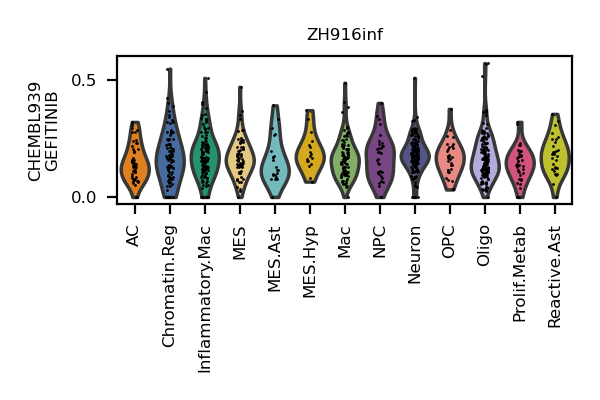 ZH916inf
CHEMBL939
GEFITINIB
0.5
0.0
AC
Chromatin.Reg
Inflammatory.Mac
MES
MES.Ast
MES.Hyp
Mac
NPC
Neuron
OPC
Oligo
Prolif.Metab
Reactive.Ast